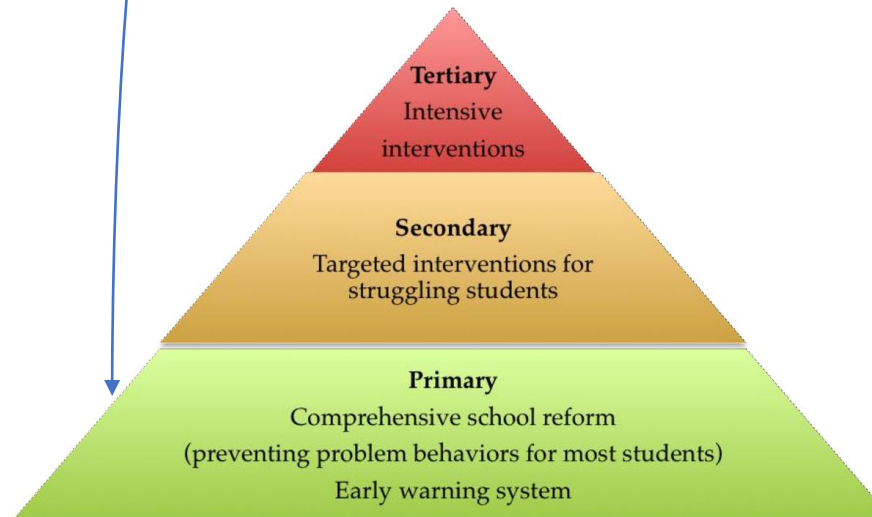 Tertiary
Intensive
interventions
Secondary
Targeted interventions for
struggling students
Primary
Comprehensive school reform
(preventing problem behaviors for most students)
Early warning system